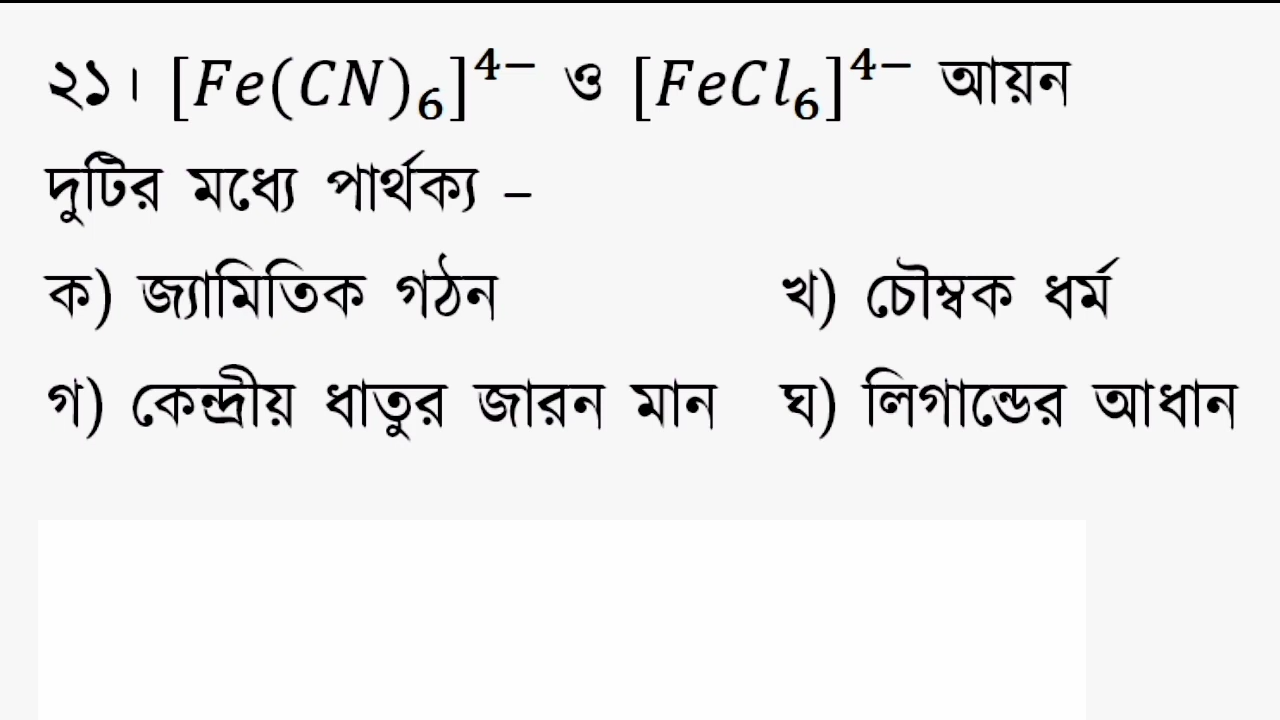 ২১। [Fe(CN)₆]⁴⁻ ও [FeCl₆]⁴⁻ আয়ন
দুটির মধ্যে পার্থক্য –
ক) জ্যামিতিক গঠন খ) চৌম্বক ধর্ম
গ) কেন্দ্রীয় ধাতুর জারন মান ঘ) লিগান্ডের আধান